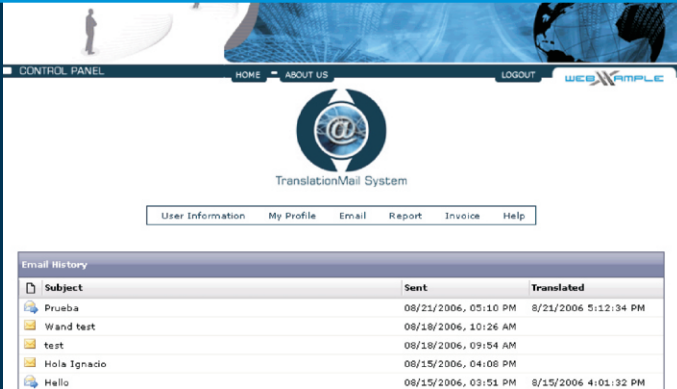 CONTROL PANEL
HOME
ABOUT US
LOGOUT
WEBXAMPLE
@
TranslationMail System
User Information My Profile Email Report Invoice Help
Email History
Subject Sent Translated
Prueba 08/21/2006, 05:10 PM 8/21/2006 5:12:34 PM
Wand test 08/18/2006, 10:26 AM
test 08/18/2006, 09:54 AM
Hola Ignacio 08/15/2006, 04:08 PM
Hello 08/15/2006, 03:51 PM 8/15/2006 4:01:32 PM